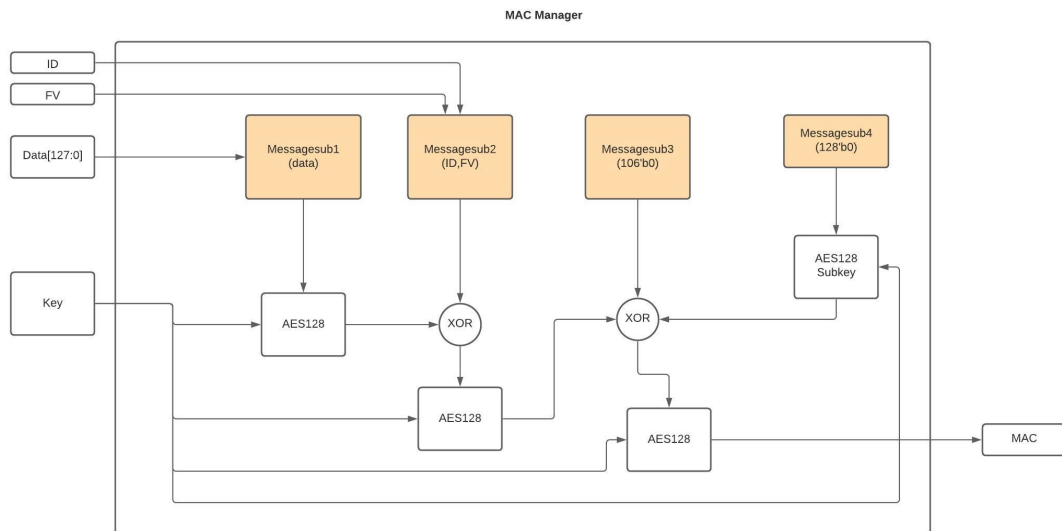 MAC Manager
ID
FV
Data[127:0]
Messagesub1
(data)
Messagesub2
(ID,FV)
Messagesub3
(106'b0)
Messagesub4
(128'b0)
AES128
Subkey
Key
AES128
XOR
XOR
AES128
AES128
MAC